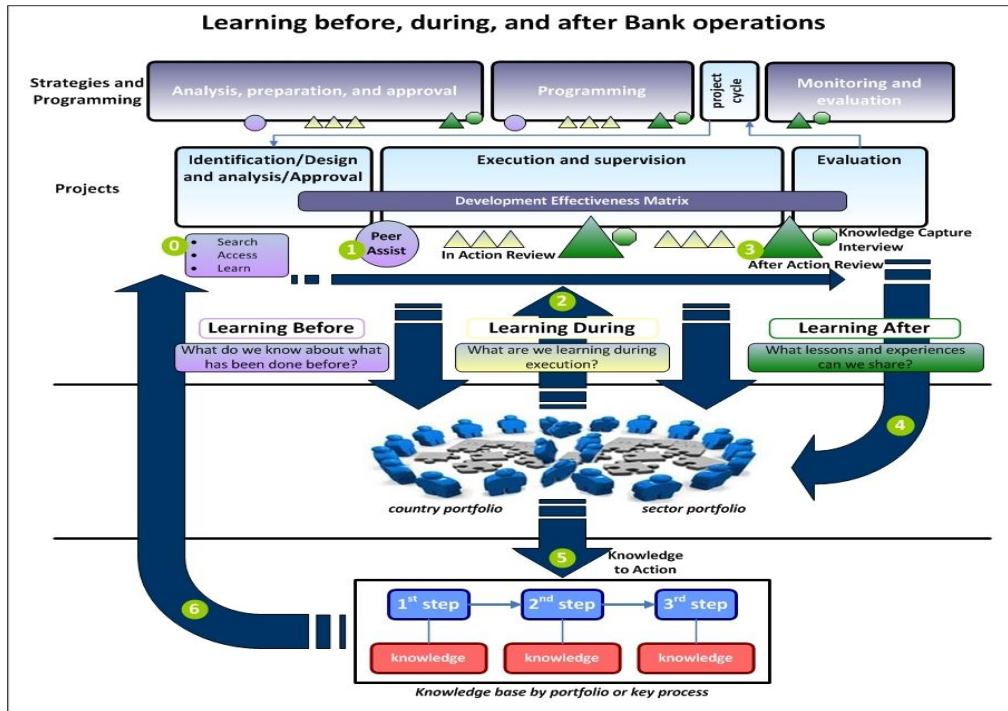 Learning before, during, and after Bank operations
Strategies and
Programming
Analysis, preparation, and approval
Programming
project
cycle
Monitoring and
evaluation
Projects
Identification/Design
and analysis/Approval
Execution and supervision
Evaluation
Development Effectiveness Matrix
0
• Search
• Access
• Learn
1
Peer
Assist
In Action Review
3
After Action Review
Knowledge Capture
Interview
2
Learning Before
What do we know about what
has been done before?
Learning During
What are we learning during
execution?
Learning After
What lessons and experiences
can we share?
4
country portfolio
sector portfolio
5
Knowledge
to Action
6
1st step
2nd step
3rd step
knowledge
knowledge
knowledge
Knowledge base by portfolio or key process